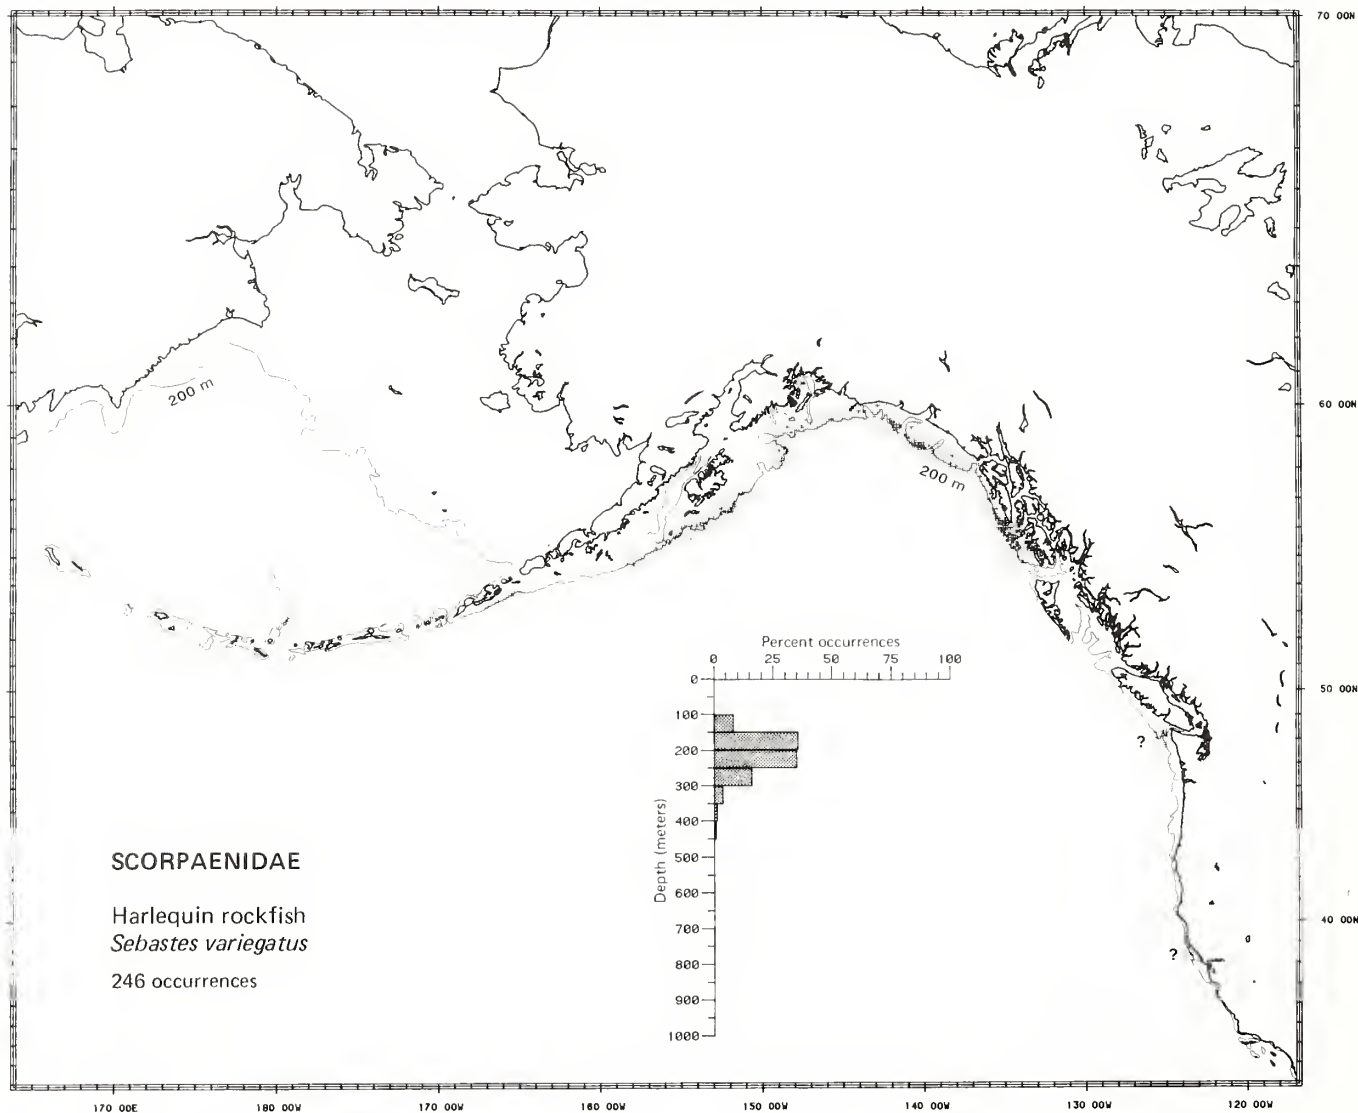 70 00N
200 m
60 00N
200 m
Percent occurrences
0 25 50 75 100
0
100
50 00N
200
?
300
400
Depth (meters)
500
SCORPAENIDAE
600
Harlequin rockfish
40 00N
700
Sebastes variegatus
?
800
246 occurrences
900
1000
170 00E 180 00W 170 00W 160 00W 150 00W 140 00W 130 00W 120 00W